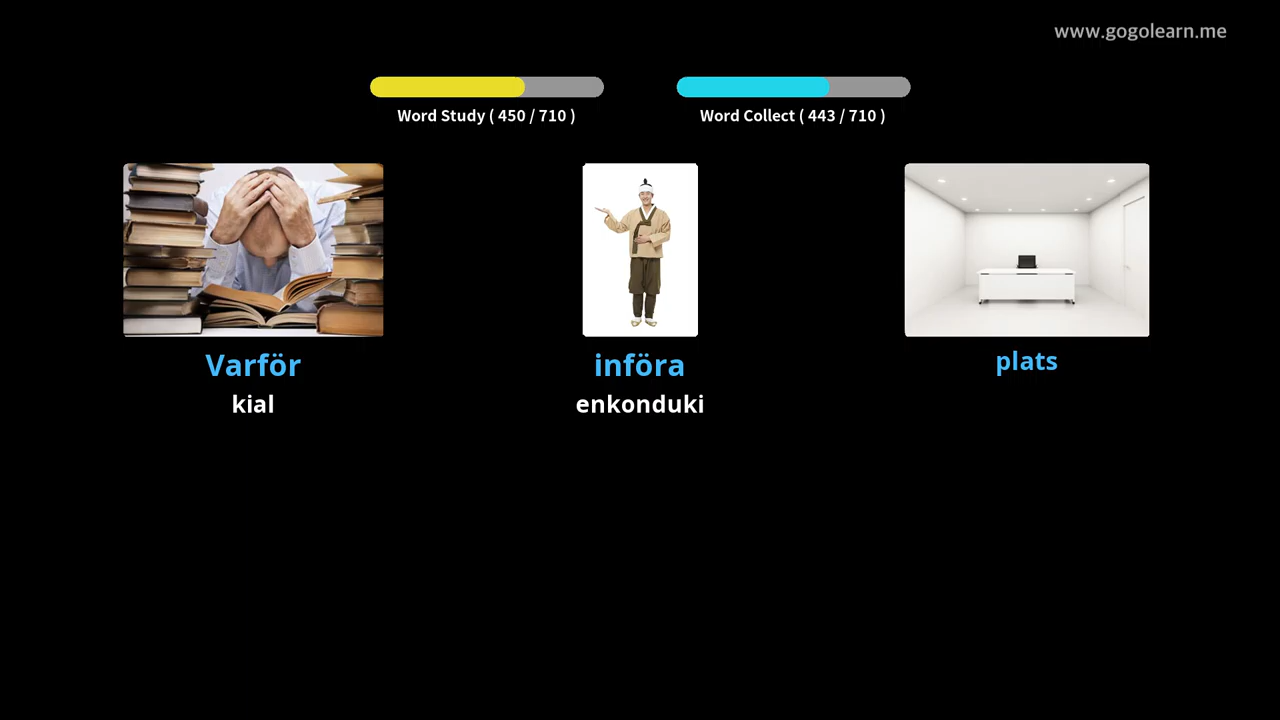 www.gogolearn.me
Word Study ( 450 / 710 )
Word Collect ( 443 / 710 )
Varför
kial
införa
enkonduki
plats